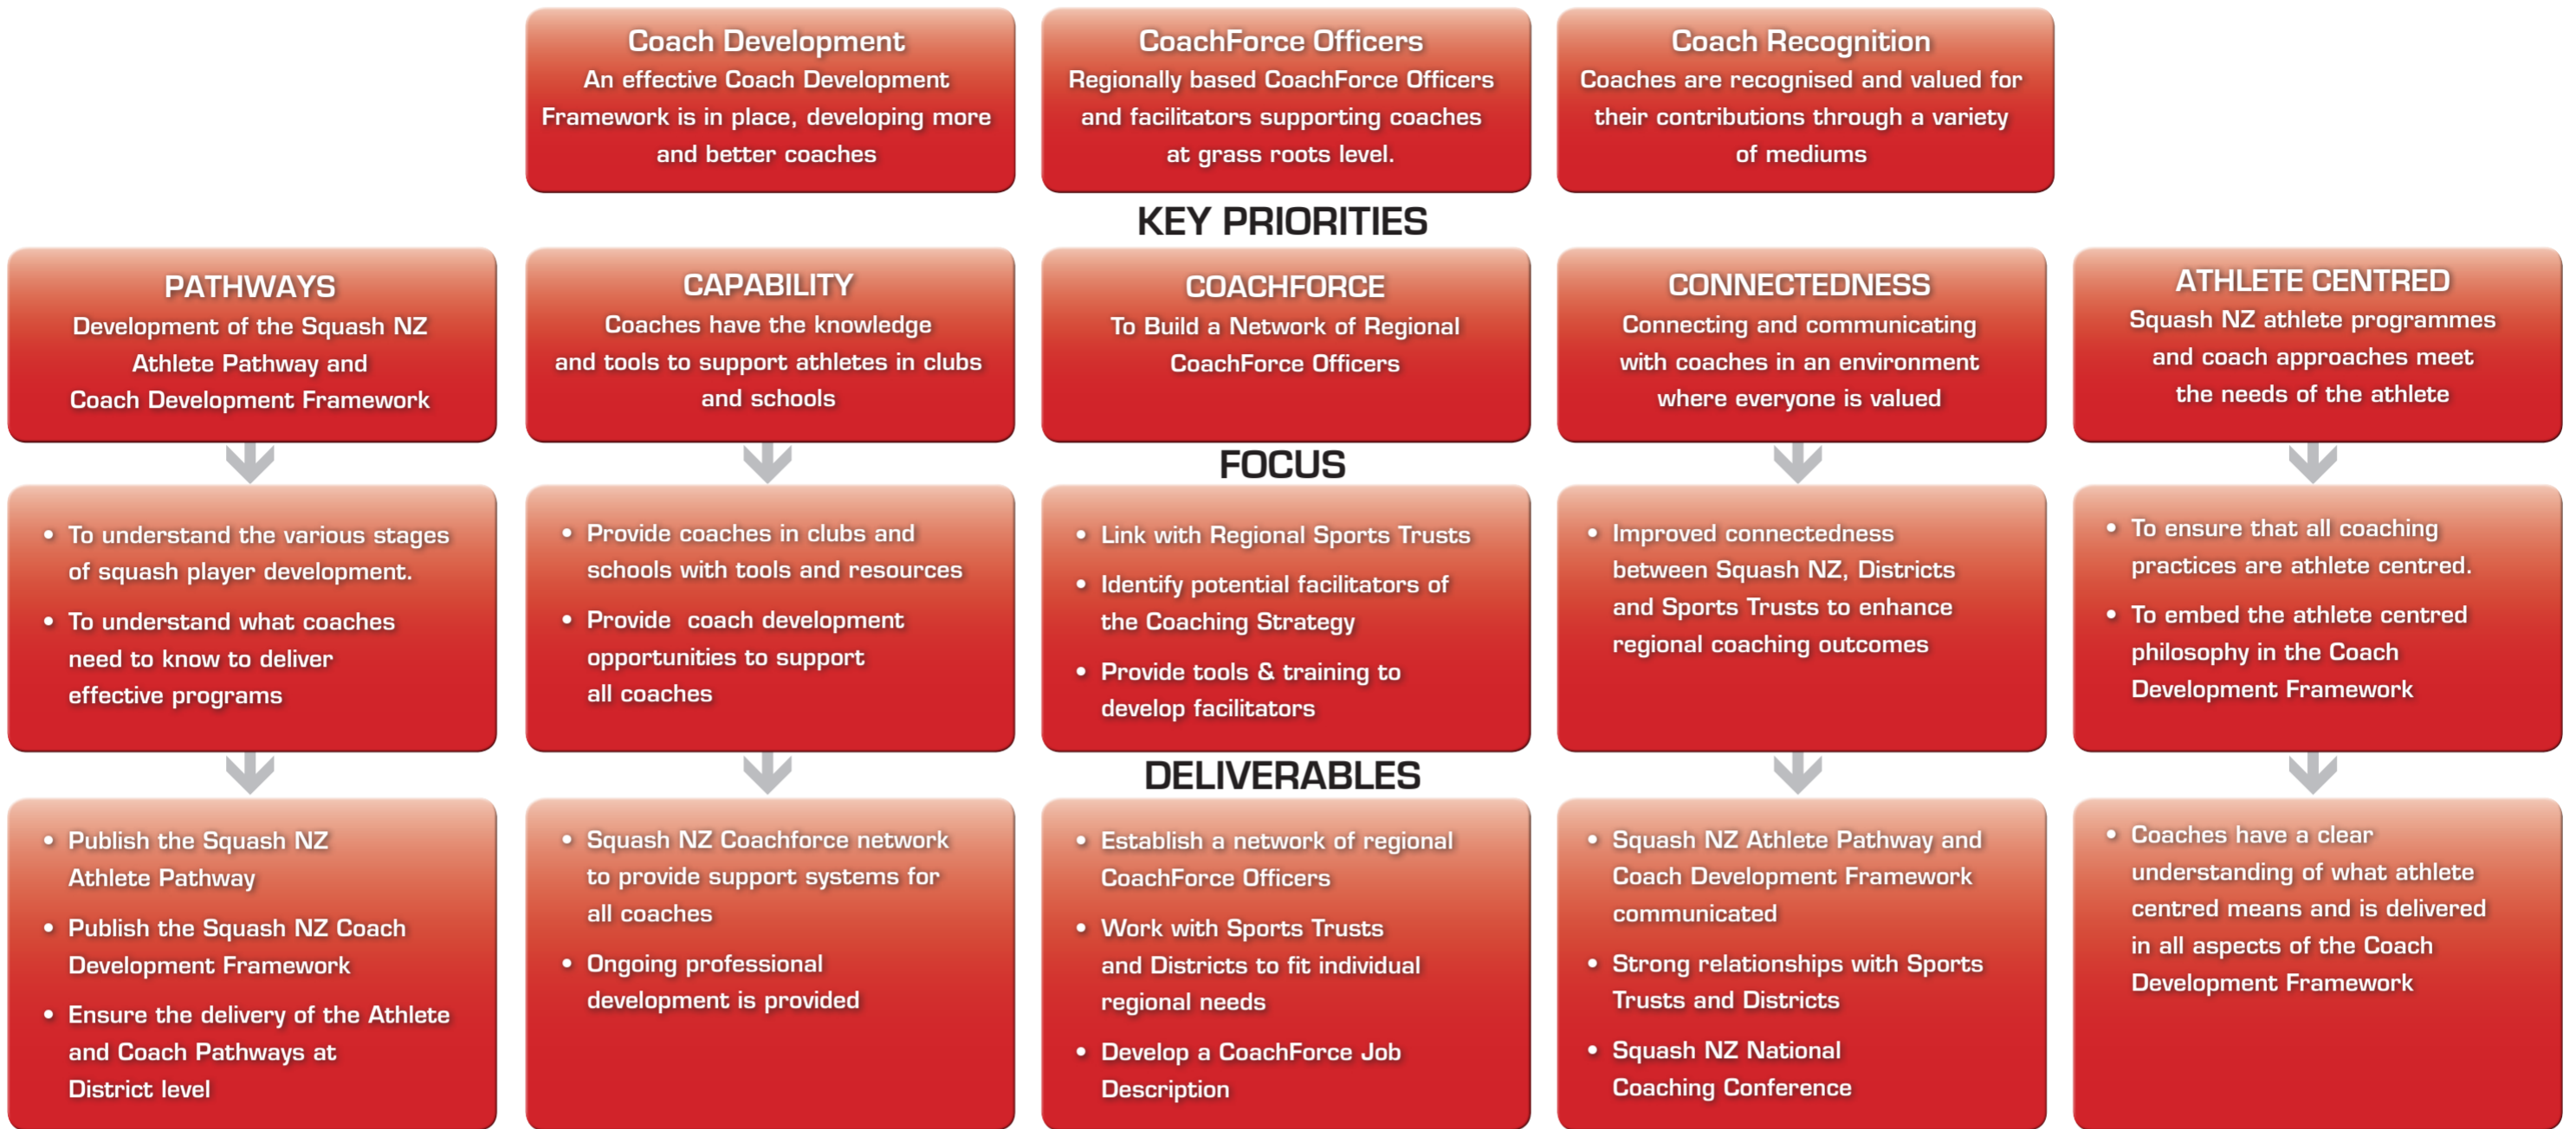 Coach Development
An effective Coach Development
Framework is in place, developing more
and better coaches
CoachForce Officers
Regionally based CoachForce Officers
and facilitators supporting coaches
at grass roots level.
Coach Recognition
Coaches are recognised and valued for
their contributions through a variety
of mediums
KEY PRIORITIES
PATHWAYS
Development of the Squash NZ
Athlete Pathway and
Coach Development Framework
CAPABILITY
Coaches have the knowledge
and tools to support athletes in clubs
and schools
COACHFORCE
To Build a Network of Regional
CoachForce Officers
CONNECTEDNESS
Connecting and communicating
with coaches in an environment
where everyone is valued
ATHLETE CENTRED
Squash NZ athlete programmes
and coach approaches meet
the needs of the athlete
FOCUS
• To understand the various stages
of squash player development.
• To understand what coaches
need to know to deliver
effective programs
• Provide coaches in clubs and
schools with tools and resources
• Provide coach development
opportunities to support
all coaches
• Link with Regional Sports Trusts
• Identify potential facilitators of
the Coaching Strategy
• Provide tools & training to
develop facilitators
• Improved connectedness
between Squash NZ, Districts
and Sports Trusts to enhance
regional coaching outcomes
• To ensure that all coaching
practices are athlete centred.
• To embed the athlete centred
philosophy in the Coach
Development Framework
DELIVERABLES
• Publish the Squash NZ
Athlete Pathway
• Publish the Squash NZ Coach
Development Framework
• Ensure the delivery of the Athlete
and Coach Pathways at
District level
• Squash NZ Coachforce network
to provide support systems for
all coaches
• Ongoing professional
development is provided
• Establish a network of regional
CoachForce Officers
• Work with Sports Trusts
and Districts to fit individual
regional needs
• Develop a CoachForce Job
Description
• Squash NZ Athlete Pathway and
Coach Development Framework
communicated
• Strong relationships with Sports
Trusts and Districts
• Squash NZ National
Coaching Conference
• Coaches have a clear
understanding of what athlete
centred means and is delivered
in all aspects of the Coach
Development Framework